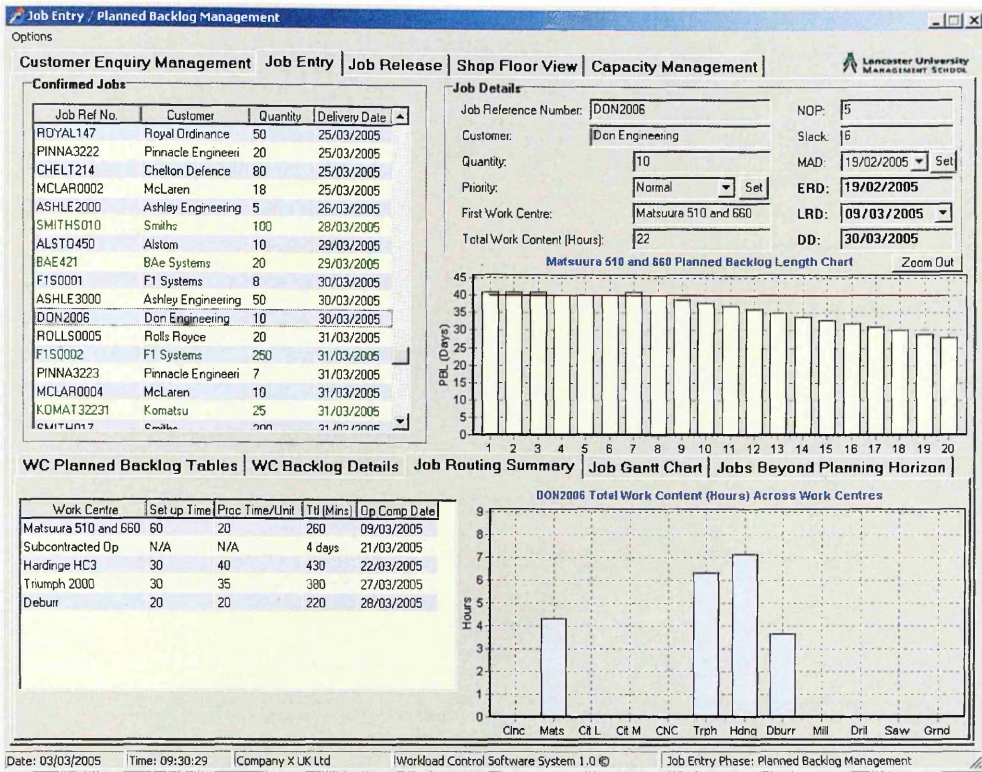 Job Entry / Planned Backlog Management
Options
Customer Enquiry Management Job Entry Job Release Shop Floor View Capacity Management
Lancaster University
MANAGEMENT SCHOOL
Confirmed Jobs
Job Ref No. Customer Quantity Delivery Date
ROYAL147 Royal Ordinance 50 25/03/2005
PINNA3222 Pinnacle Engineeri 20 25/03/2005
CHELT214 Chelton Defence 80 25/03/2005
MCLAR0002 McLaren 18 25/03/2005
ASHLE2000 Ashley Engineering 5 26/03/2005
SMITHS010 Smiths 100 28/03/2005
ALSTO450 Alstom 10 29/03/2005
BAE421 BAe Systems 20 29/03/2005
F1S0001 F1 Systems 8 30/03/2005
ASHLE3000 Ashley Engineering 50 30/03/2005
DON2006 Don Engineering 10 30/03/2005
ROLLS0005 Rolls Royce 20 31/03/2005
F1S0002 F1 Systems 250 31/03/2005
PINNA3223 Pinnacle Engineeri 7 31/03/2005
MCLAR0004 McLaren 10 31/03/2005
KOMAT32231 Komatsu 25 31/03/2005
SMITH017 Smiths 200 31/03/2005
Job Details
Job Reference Number: DON2006 NOP: 5
Customer: Don Engineering Slack: 6
Quantity: 10 MAD: 19/02/2005 Set
Priority: Normal Set ERD: 19/02/2005
First Work Centre: Matsuura 510 and 660 LRD: 09/03/2005
Total Work Content (Hours): 22 DD: 30/03/2005
Matsuura 510 and 660 Planned Backlog Length Chart Zoom Out
PBL (Days)
45
40
35
30
25
20
15
10
5
0
1 2 3 4 5 6 7 8 9 10 11 12 13 14 15 16 17 18 19 20
WC Planned Backlog Tables WC Backlog Details Job Routing Summary Job Gantt Chart Jobs Beyond Planning Horizon
Work Centre Set up Time Proc Time/Unit Ttl (Mins) Op Comp Date
Matsuura 510 and 660 60 20 260 09/03/2005
Subcontracted Op N/A N/A 4 days 21/03/2005
Hardinge HC3 30 40 430 22/03/2005
Triumph 2000 30 35 380 27/03/2005
Deburr 20 20 220 28/03/2005
DON2006 Total Work Content (Hours) Across Work Centres
Hours
9
8
7
6
5
4
3
2
1
0
Clnc Mats Cit L Cit M CNC Trph Hdng Dburr Mill Dril Saw Grnd
Date: 03/03/2005 Time: 09:30:29 Company X UK Ltd Workload Control Software System 1.0 © Job Entry Phase: Planned Backlog Management